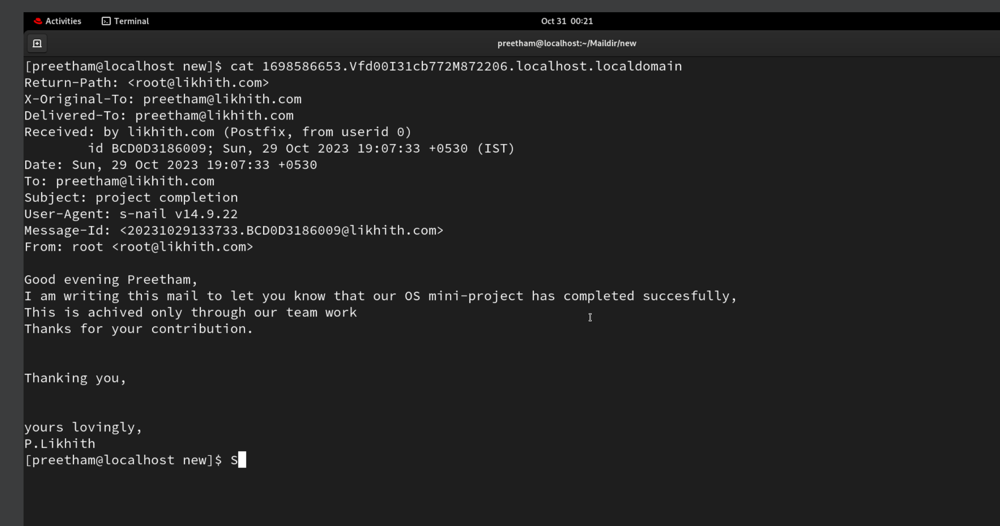 Activities Terminal Oct 31 00:21
preetham@localhost:~/Maildir/new
[preetham@localhost new]$ cat 1698586653.Vfd00I31cb772M872206.localhost.localdomain
Return-Path: <root@likhith.com>
X-Original-To: preetham@likhith.com
Delivered-To: preetham@likhith.com
Received: by likhith.com (Postfix, from userid 0)
        id BCD0D3186009; Sun, 29 Oct 2023 19:07:33 +0530 (IST)
Date: Sun, 29 Oct 2023 19:07:33 +0530
To: preetham@likhith.com
Subject: project completion
User-Agent: s-nail v14.9.22
Message-Id: <20231029133733.BCD0D3186009@likhith.com>
From: root <root@likhith.com>

Good evening Preetham,
I am writing this mail to let you know that our OS mini-project has completed succesfully,
This is achived only through our team work
Thanks for your contribution.

Thanking you,

yours lovingly,
P.Likhith
[preetham@localhost new]$ S